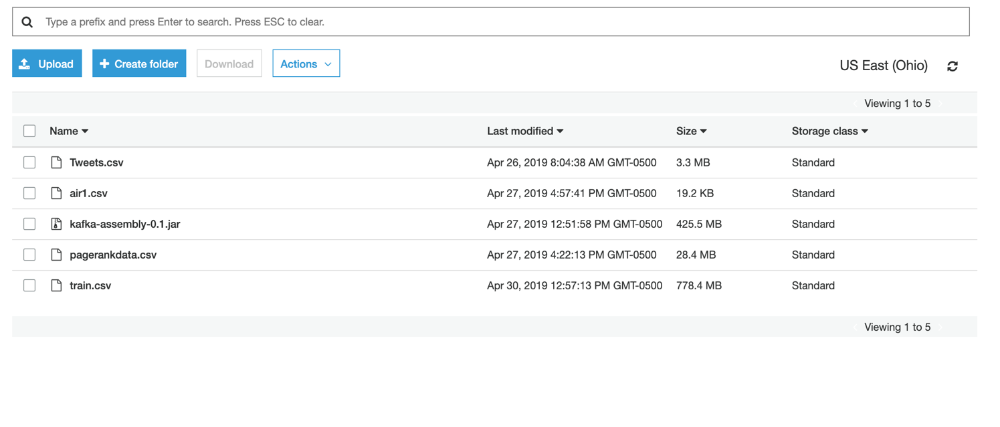 Type a prefix and press Enter to search. Press ESC to clear.
Upload Create folder Download Actions US East (Ohio)
Viewing 1 to 5
Name Last modified Size Storage class
Tweets.csv Apr 26, 2019 8:04:38 AM GMT-0500 3.3 MB Standard
air1.csv Apr 27, 2019 4:57:41 PM GMT-0500 19.2 KB Standard
kafka-assembly-0.1.jar Apr 27, 2019 12:51:58 PM GMT-0500 425.5 MB Standard
pagerankdata.csv Apr 27, 2019 4:22:13 PM GMT-0500 28.4 MB Standard
train.csv Apr 30, 2019 12:57:13 PM GMT-0500 778.4 MB Standard
Viewing 1 to 5